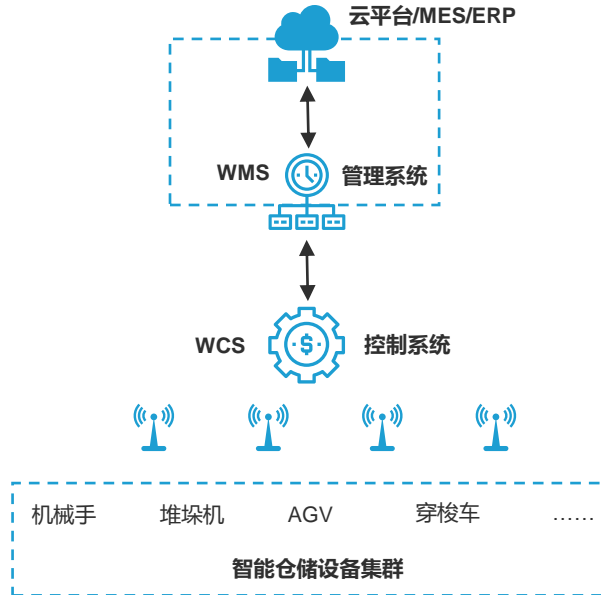 云平台/MES/ERP
WMS 管理系统
WCS $ 控制系统
机械手 堆垛机 AGV 穿梭车 ……
智能仓储设备集群